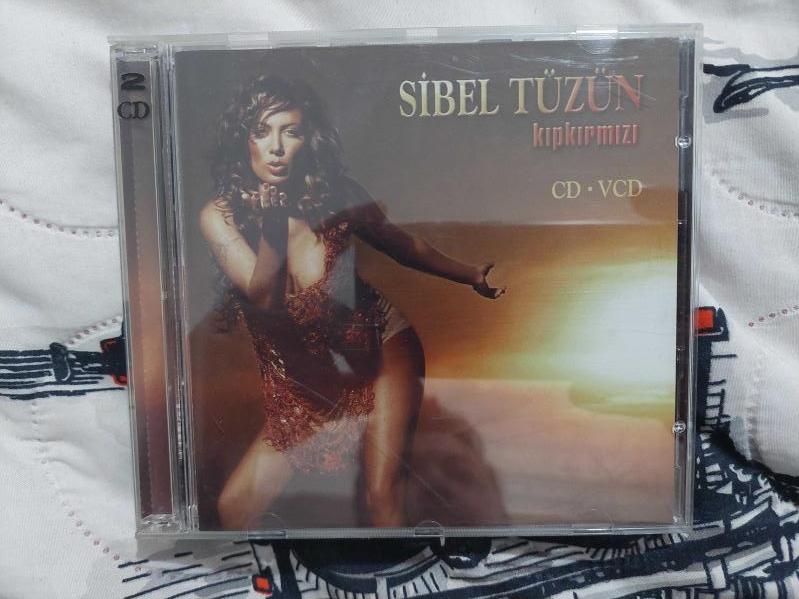 2
CD
SİBEL TÜZÜN
kıpkırmızı
CD · VCD